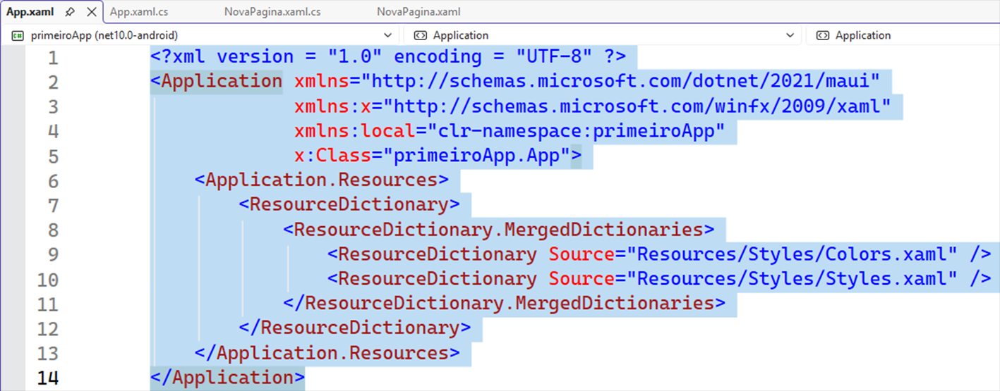 App.xaml App.xaml.cs NovaPagina.xaml.cs NovaPagina.xaml
C# primeiroApp (net10.0-android) Application Application
1 <?xml version = "1.0" encoding = "UTF-8" ?>
2 <Application xmlns="http://schemas.microsoft.com/dotnet/2021/maui"
3 xmlns:x="http://schemas.microsoft.com/winfx/2009/xaml"
4 xmlns:local="clr-namespace:primeiroApp"
5 x:Class="primeiroApp.App">
6 <Application.Resources>
7 <ResourceDictionary>
8 <ResourceDictionary.MergedDictionaries>
9 <ResourceDictionary Source="Resources/Styles/Colors.xaml" />
10 <ResourceDictionary Source="Resources/Styles/Styles.xaml" />
11 </ResourceDictionary.MergedDictionaries>
12 </ResourceDictionary>
13 </Application.Resources>
14 </Application>